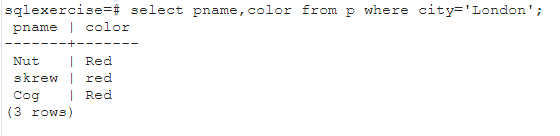 sqlexercise=# select pname,color from p where city='London';
 pname | color
-------+-------
 Nut   | Red
 skrew | red
 Cog   | Red
(3 rows)